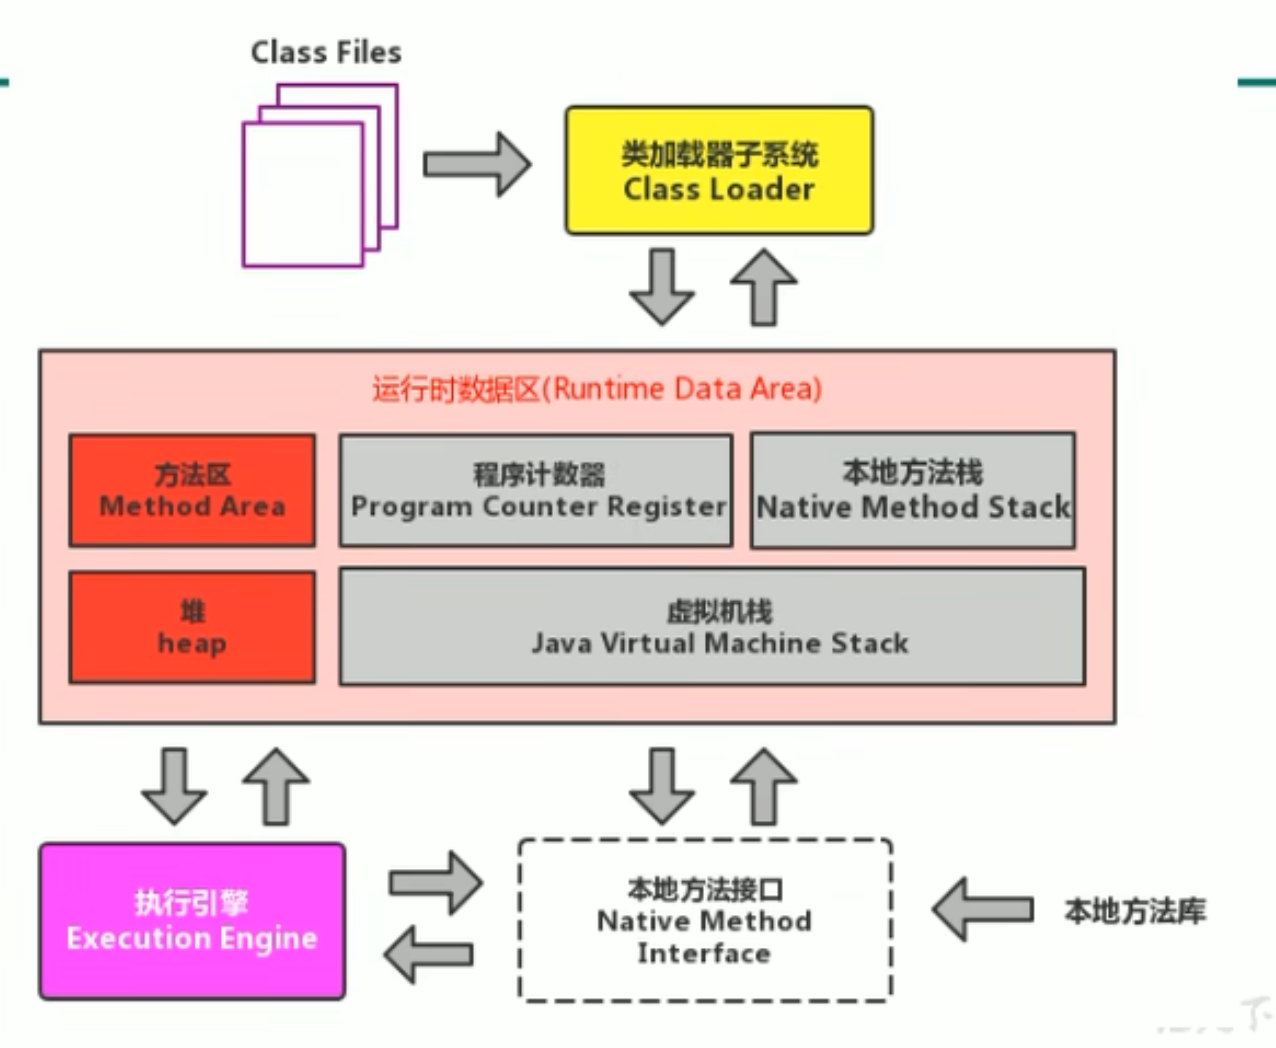 Class Files
类加载器子系统
Class Loader
运行时数据区(Runtime Data Area)
方法区
Method Area
程序计数器
Program Counter Register
本地方法栈
Native Method Stack
堆
heap
虚拟机栈
Java Virtual Machine Stack
执行引擎
Execution Engine
本地方法接口
Native Method
Interface
本地方法库